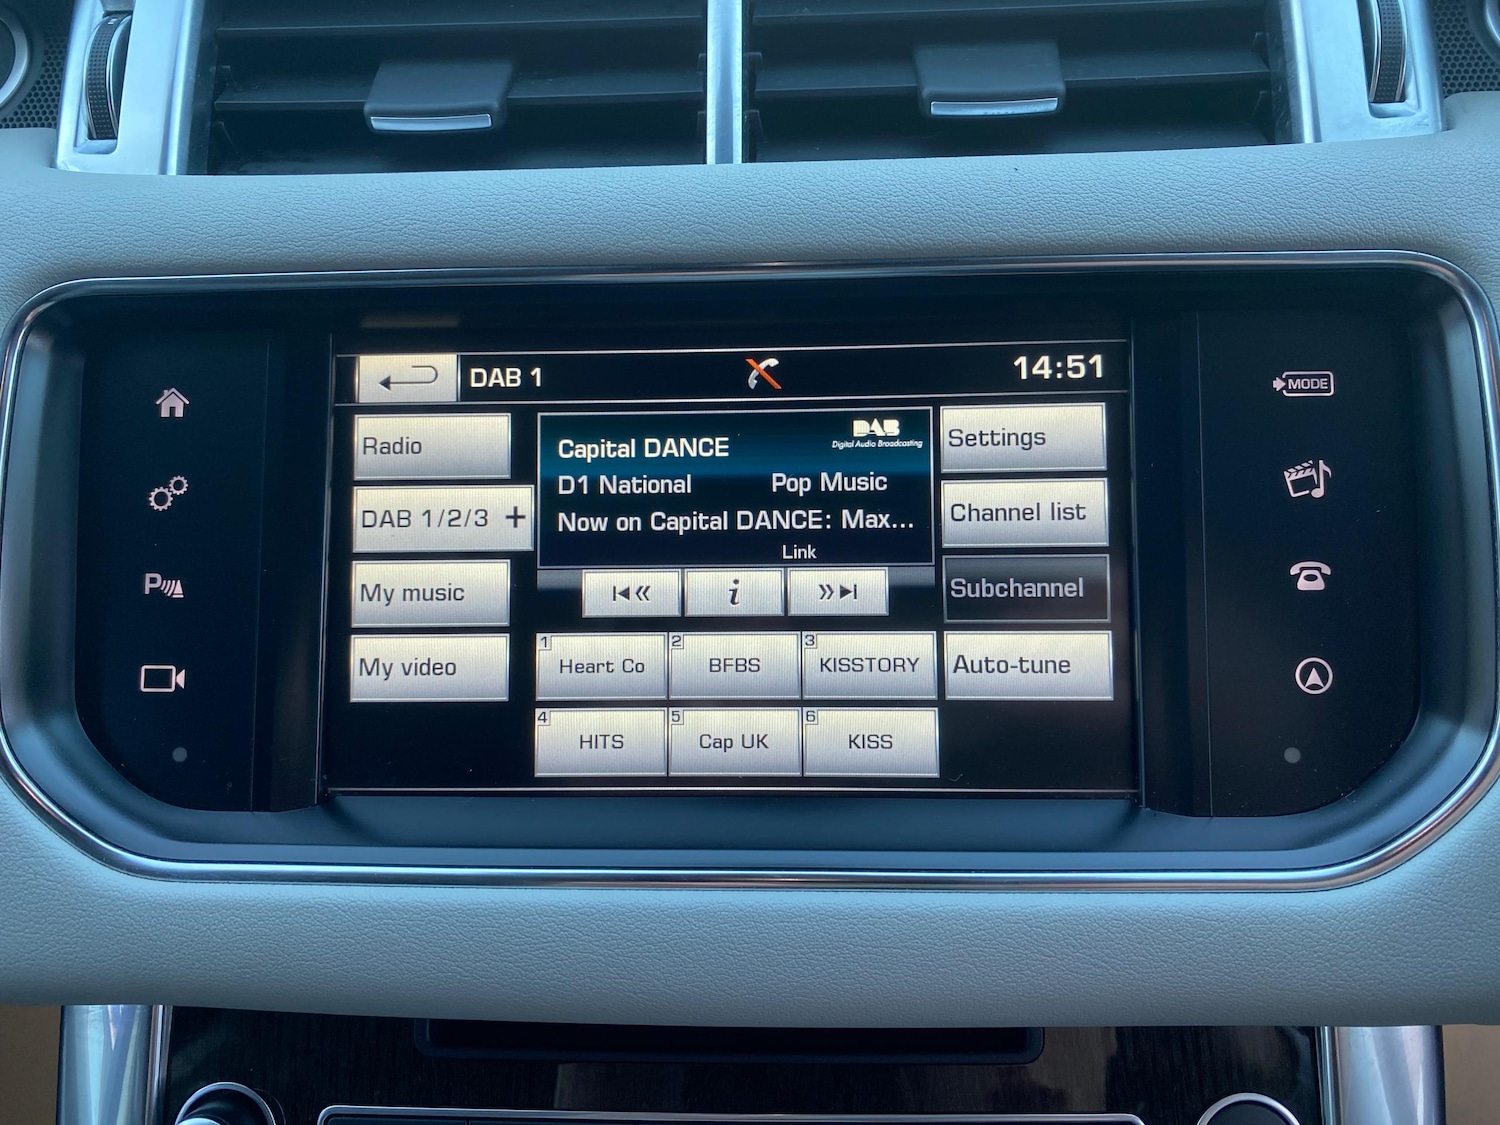 DAB 1
14:51
MODE
Radio
DAB 1/2/3 +
My music
My video
Capital DANCE
DAB
Digital Audio Broadcasting
D1 National Pop Music
Now on Capital DANCE: Max...
Link
i
Settings
Channel list
Subchannel
Auto-tune
1 Heart Co
2 BFBS
3 KISSTORY
4 HITS
5 Cap UK
6 KISS
P